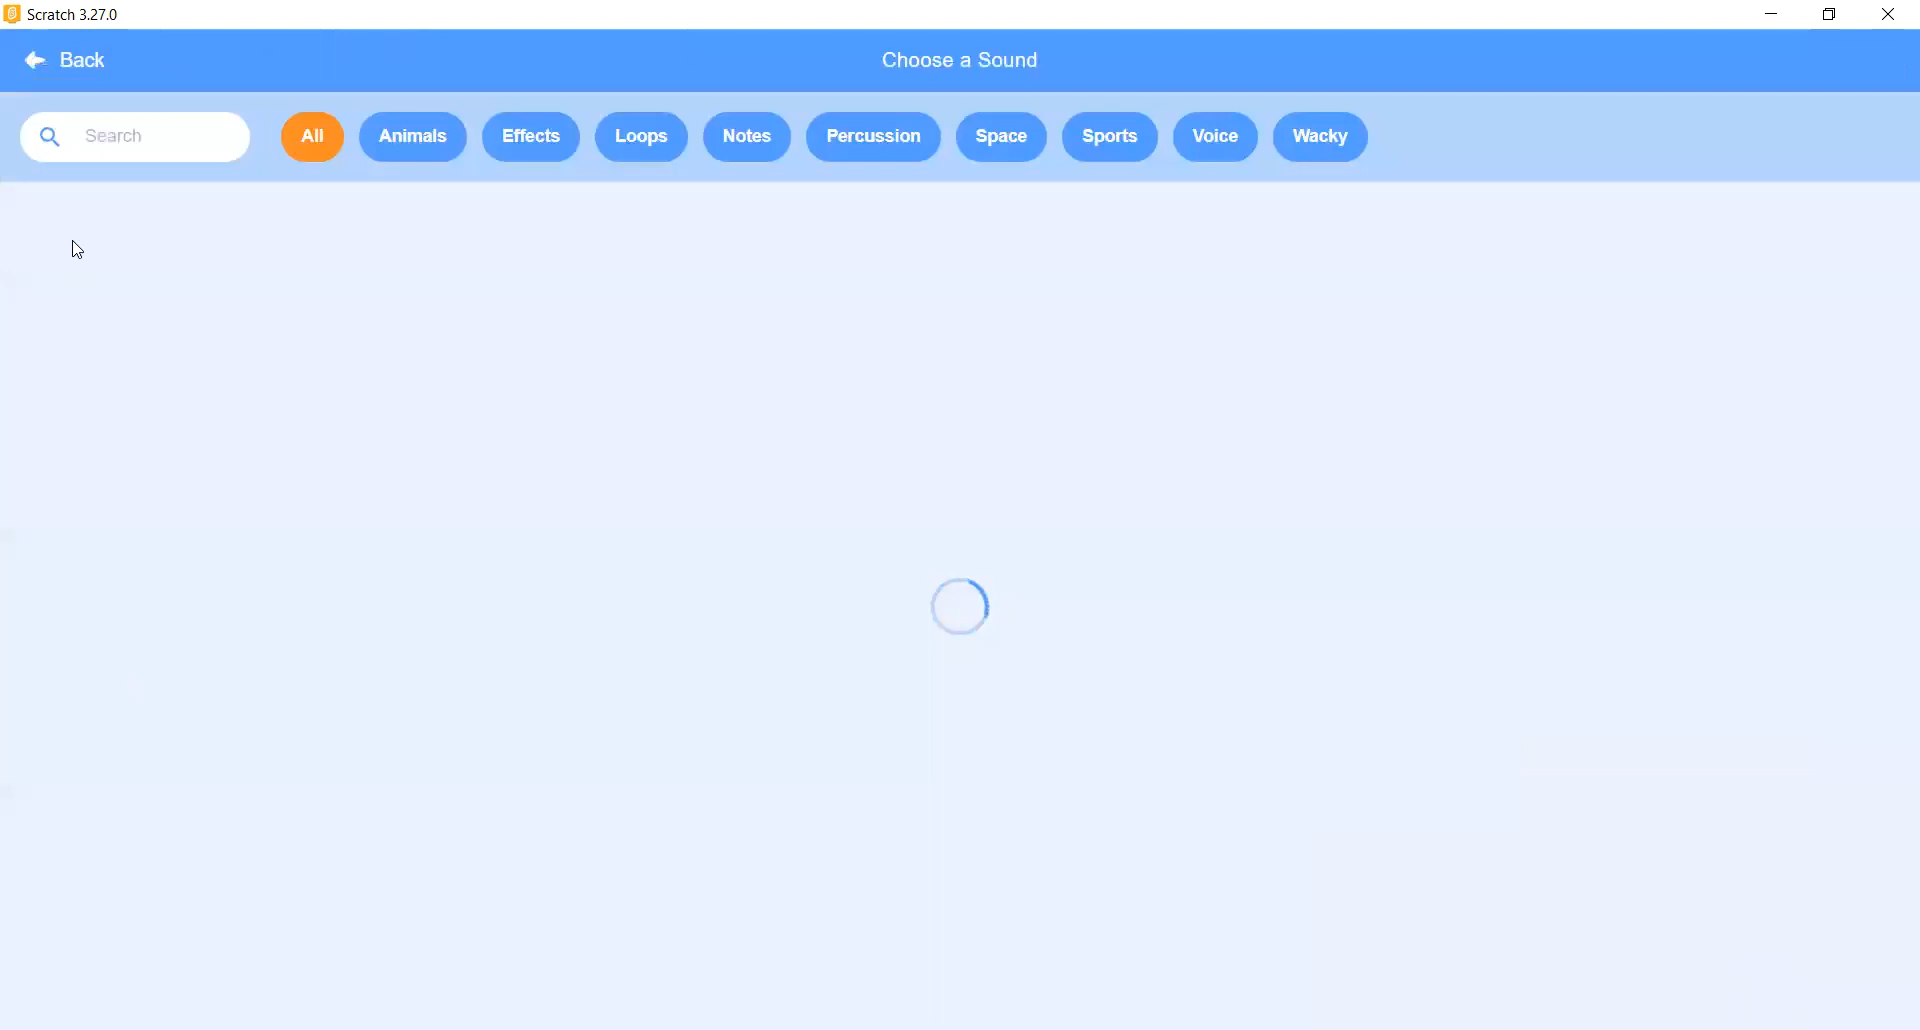 Scratch 3.27.0
Back
Choose a Sound
Search
All
Animals
Effects
Loops
Notes
Percussion
Space
Sports
Voice
Wacky